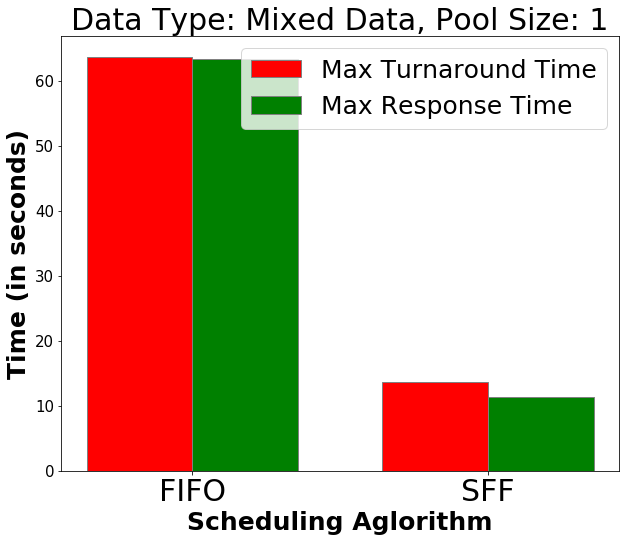 Data Type: Mixed Data, Pool Size: 1
Max Turnaround Time
Max Response Time
Time (in seconds)
60
50
40
30
20
10
0
FIFO
SFF
Scheduling Aglorithm